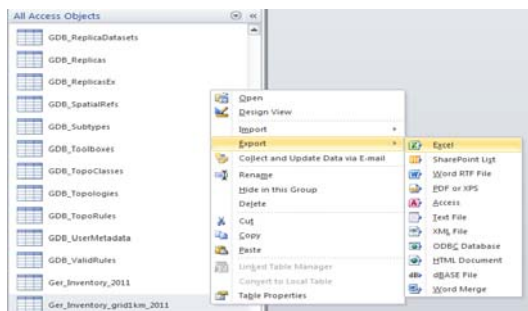 All Access Objects
GDB_ReplicaDatasets
GDB_Replicas
GDB_ReplicasEx
GDB_SpatialRefs
GDB_Subtypes
GDB_Toolboxes
GDB_TopoClasses
GDB_Topologies
GDB_TopoRules
GDB_UserMetadata
GDB_ValidRules
Ger_Inventory_2011
Ger_Inventory_grid1km_2011
Open
Design View
Import
Export
Collect and Update Data via E-mail
Rename
Hide in this Group
Delete
Cut
Copy
Paste
Linked Table Manager
Convert to Local Table
Table Properties
Excel
SharePoint List
Word RTF File
PDF or XPS
Access
Text File
XML File
ODBC Database
HTML Document
dBASE File
Word Merge